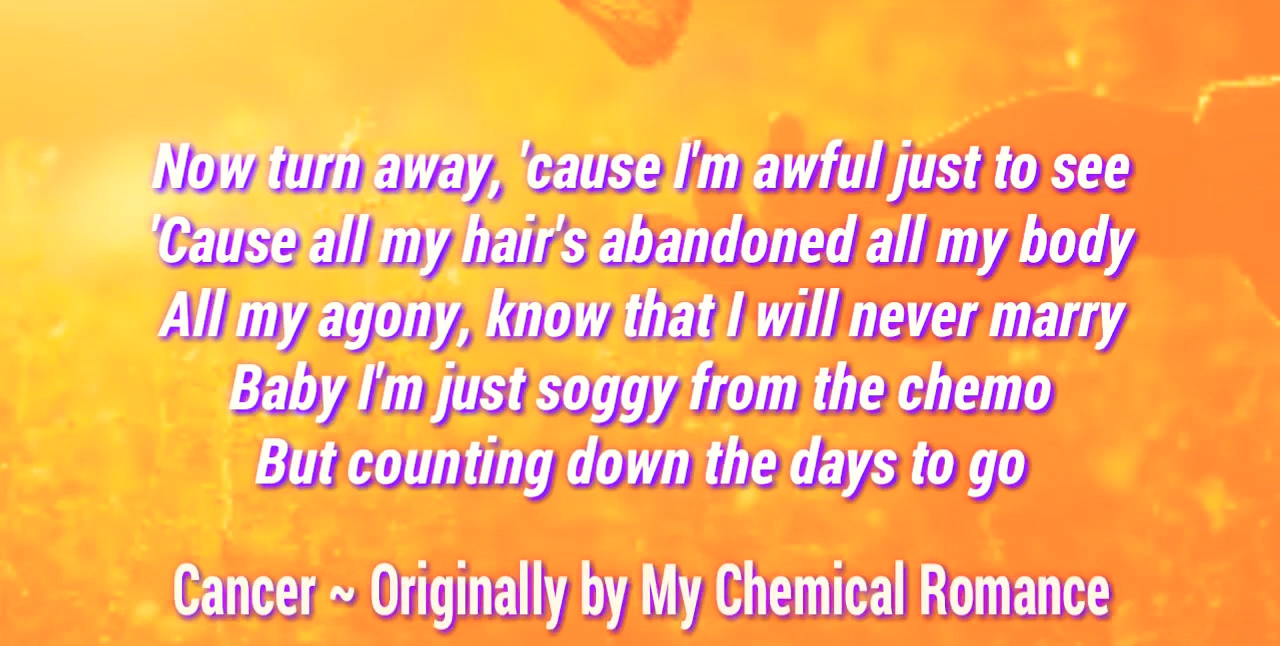 Now turn away, 'cause I'm awful just to see
'Cause all my hair's abandoned all my body
All my agony, know that I will never marry
Baby I'm just soggy from the chemo
But counting down the days to go
Cancer ~ Originally by My Chemical Romance